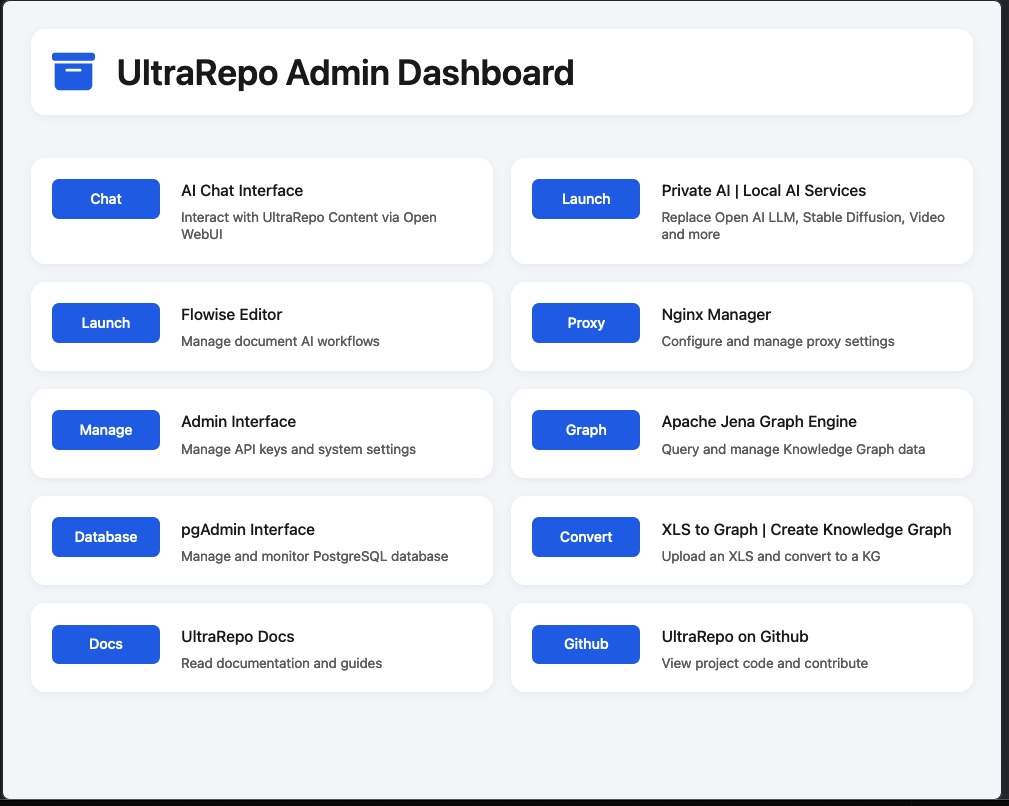 UltraRepo Admin Dashboard
Chat
AI Chat Interface
Interact with UltraRepo Content via Open
WebUI
Launch
Private AI | Local AI Services
Replace Open AI LLM, Stable Diffusion, Video
and more
Launch
Flowise Editor
Manage document AI workflows
Proxy
Nginx Manager
Configure and manage proxy settings
Manage
Admin Interface
Manage API keys and system settings
Graph
Apache Jena Graph Engine
Query and manage Knowledge Graph data
Database
pgAdmin Interface
Manage and monitor PostgreSQL database
Convert
XLS to Graph | Create Knowledge Graph
Upload an XLS and convert to a KG
Docs
UltraRepo Docs
Read documentation and guides
Github
UltraRepo on Github
View project code and contribute